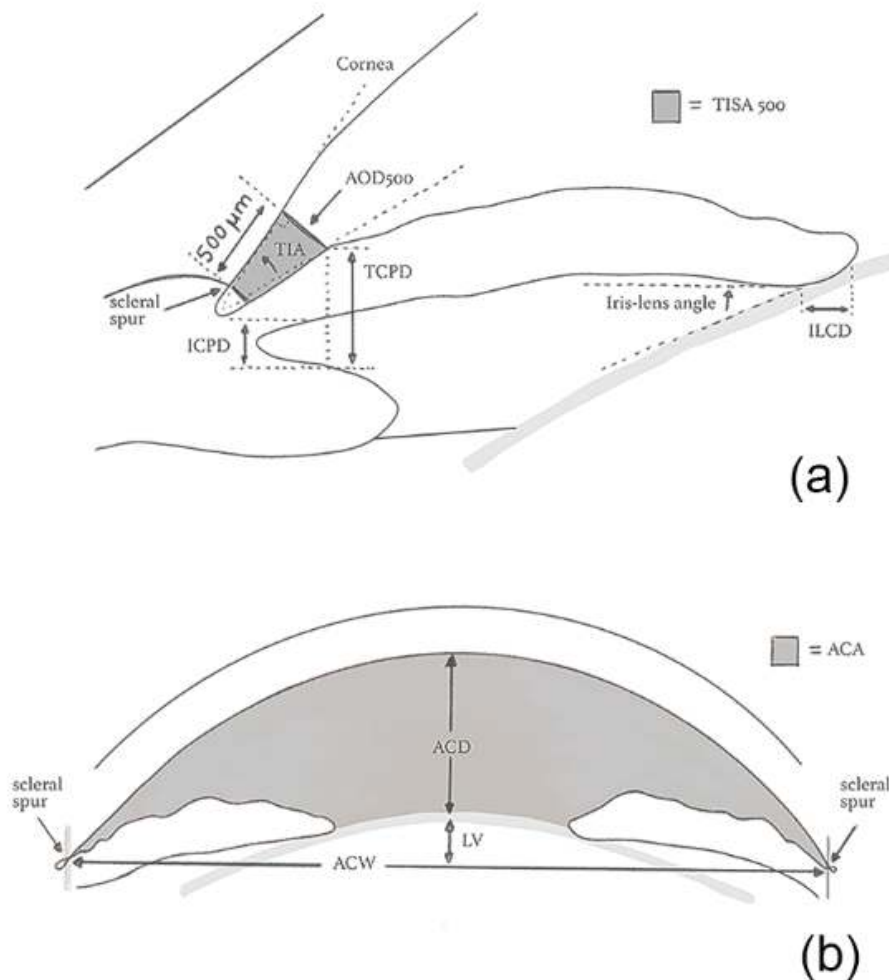 Cornea
= TISA 500
AOD500
500 µm
TIA
TCPD
scleral
spur
Iris-lens angle
ICPD
ILCD
(a)
= ACA
ACD
scleral
spur
scleral
spur
LV
ACW
(b)